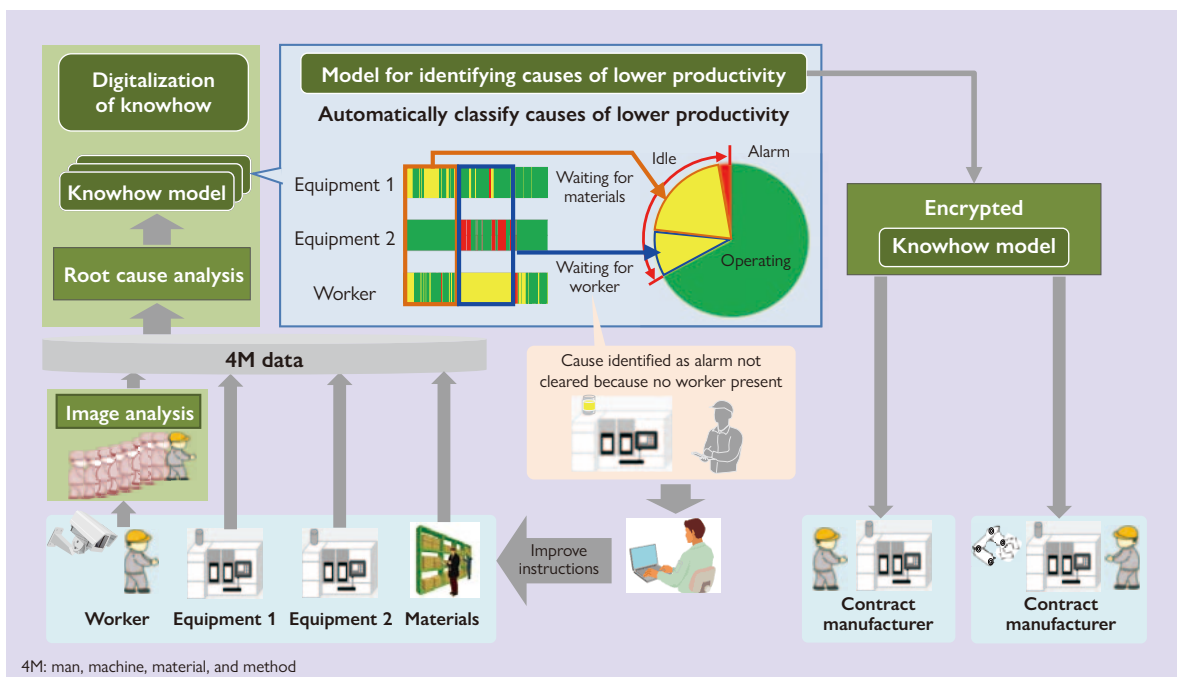 Digitalization
of knowhow
Knowhow model
Root cause analysis
Model for identifying causes of lower productivity
Automatically classify causes of lower productivity
Equipment 1
Equipment 2
Worker
Waiting for
materials
Waiting for
worker
Idle
Alarm
Operating
Encrypted
Knowhow model
4M data
Image analysis
Cause identified as alarm not
cleared because no worker present
Worker
Equipment 1
Equipment 2
Materials
Improve
instructions
Contract
manufacturer
Contract
manufacturer
4M: man, machine, material, and method